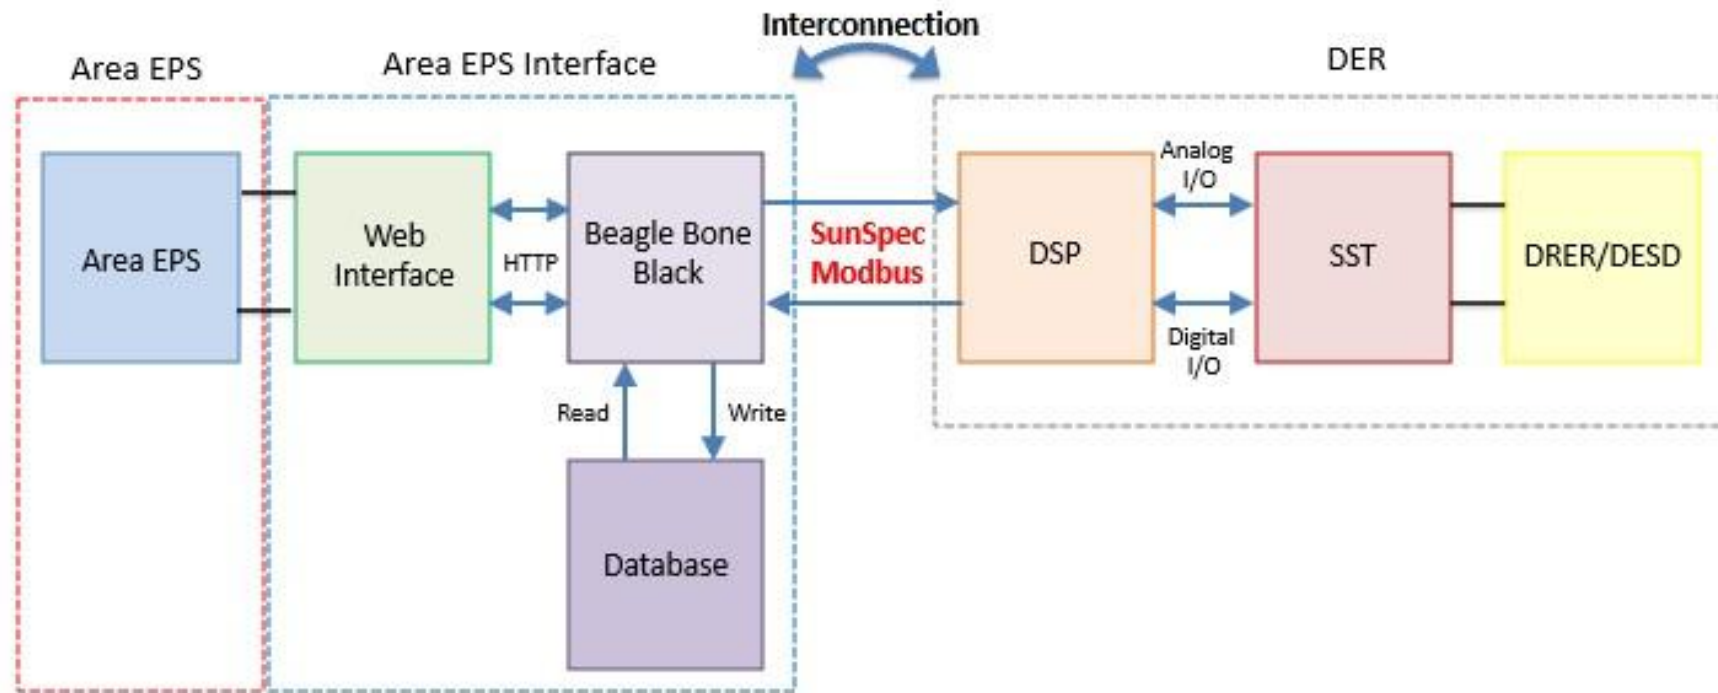 Interconnection
Area EPS
Area EPS Interface
DER
Area EPS
Web
Interface
HTTP
Beagle Bone
Black
SunSpec
Modbus
DSP
Analog
I/O
Digital
I/O
SST
DRER/DESD
Read
Write
Database